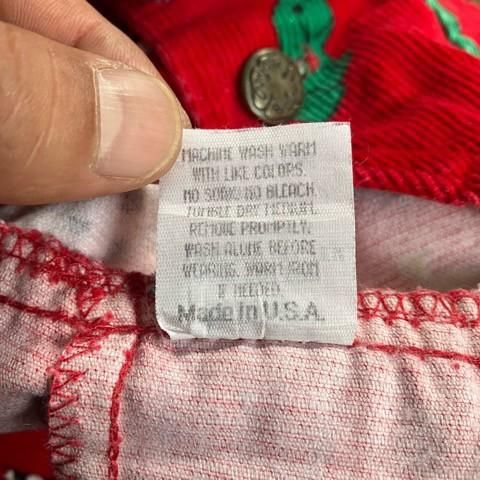 MACHINE WASH WARM
WITH LIKE COLORS.
NO SOAK. NO BLEACH.
TUMBLE DRY MEDIUM.
REMOVE PROMPTLY.
WASH ALONE BEFORE
WEARING. WARM IRON
IF NEEDED.
Made in U.S.A.